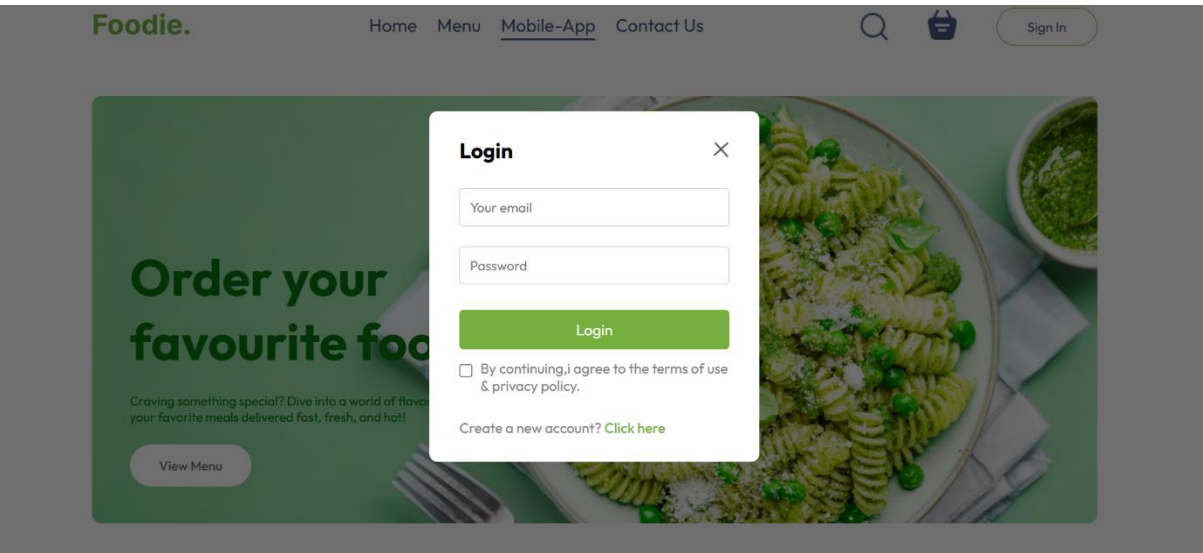 Foodie.
Home Menu Mobile-App Contact Us
Sign In
Order your
favourite foo
Craving something special? Dive into a world of flavo
your favorite meals delivered fast, fresh, and hot!
View Menu
Login
Your email
Password
Login
By continuing,i agree to the terms of use
& privacy policy.
Create a new account? Click here